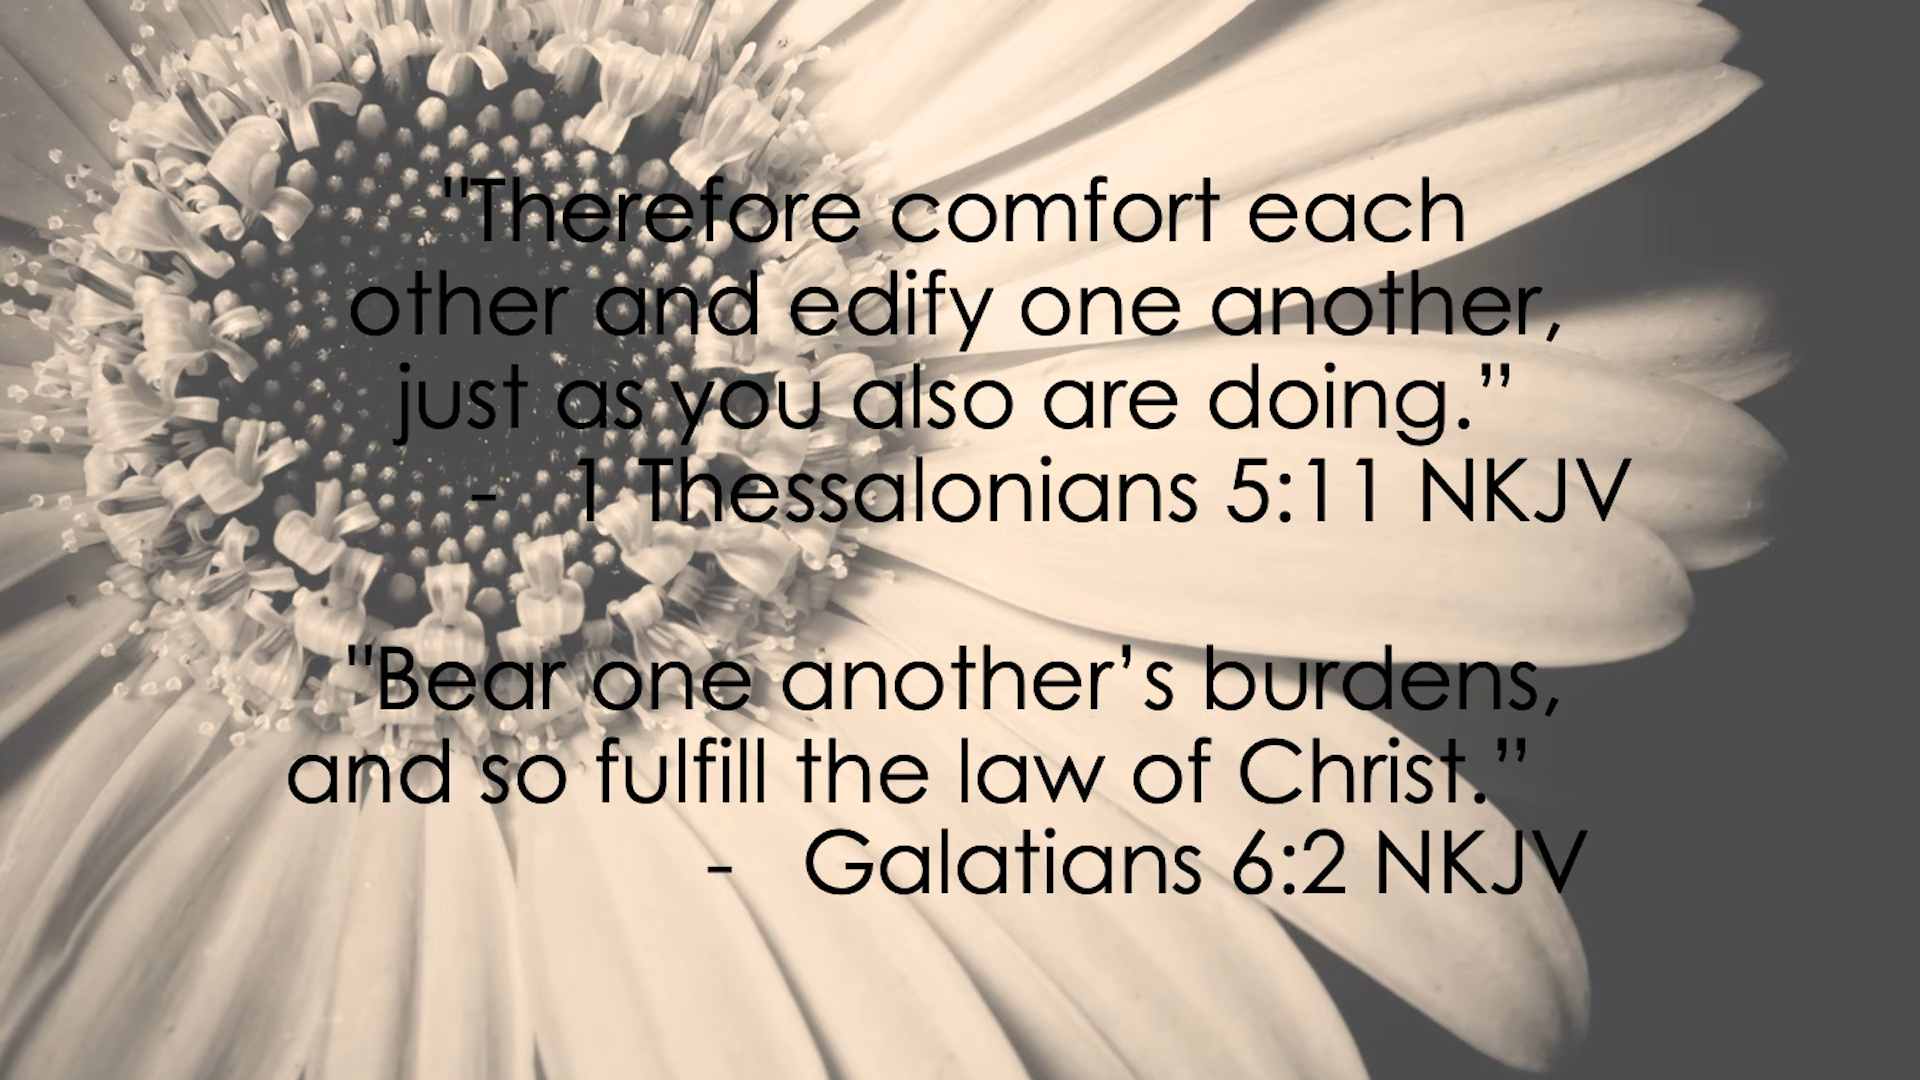 "Therefore comfort each
other and edify one another,
just as you also are doing.”
- 1 Thessalonians 5:11 NKJV
"Bear one another’s burdens,
and so fulfill the law of Christ.”
- Galatians 6:2 NKJV